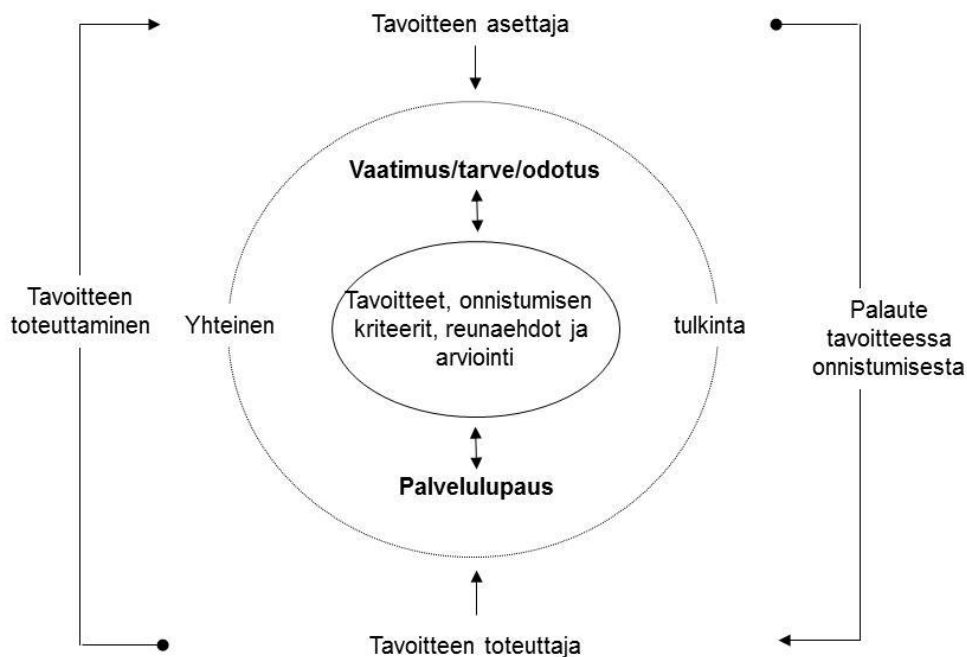 Tavoitteen asettaja
Vaatimus/tarve/odotus
Tavoitteen
toteuttaminen
Yhteinen
Tavoitteet, onnistumisen
kriteerit, reunaehdot ja
arviointi
tulkinta
Palaute
tavoitteessa
onnistumisesta
Palvelulupaus
Tavoitteen toteuttaja